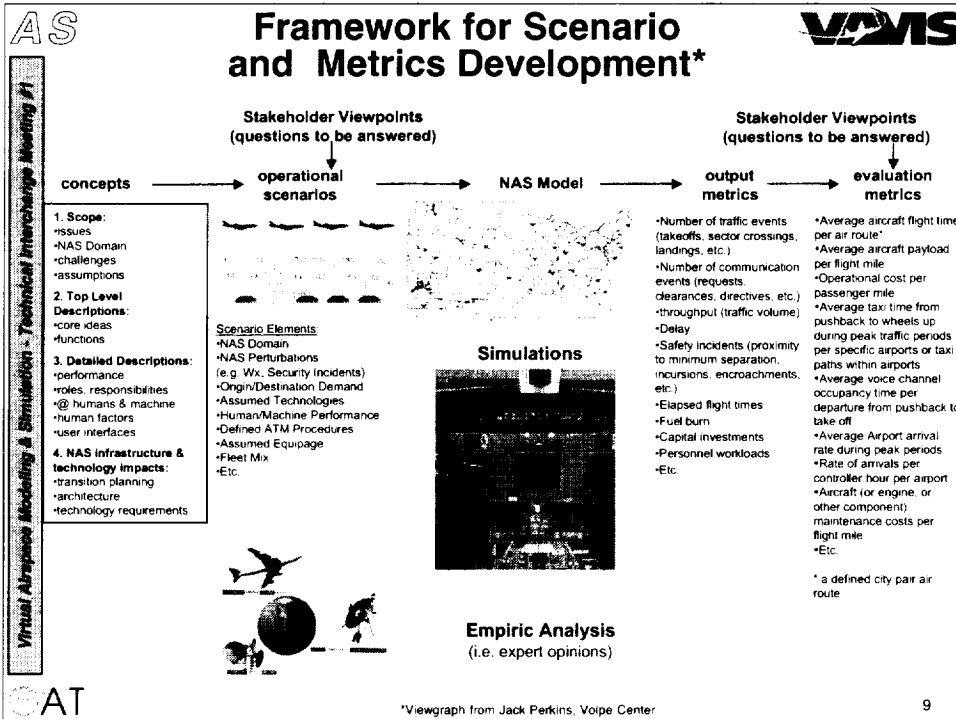 AS
Framework for Scenario
and Metrics Development*
VAMS
Virtual Airspace Modeling & Simulation - Technical Interchange Meeting #1
Stakeholder Viewpoints
(questions to be answered)
Stakeholder Viewpoints
(questions to be answered)
concepts
operational
scenarios
NAS Model
output
metrics
evaluation
metrics
1. Scope:
•issues
•NAS Domain
•challenges
•assumptions
2. Top Level
Descriptions:
•core ideas
•functions
3. Detailed Descriptions:
•performance
•roles, responsibilities
•@ humans & machine
•human factors
•user interfaces
4. NAS infrastructure &
technology impacts:
•transition planning
•architecture
•technology requirements
Scenario Elements:
•NAS Domain
•NAS Perturbations
(e.g. Wx, Security Incidents)
•Origin/Destination Demand
•Assumed Technologies
•Human/Machine Performance
•Defined ATM Procedures
•Assumed Equipage
•Fleet Mix
•Etc.
Simulations
Empiric Analysis
(i.e. expert opinions)
•Number of traffic events
(takeoffs, sector crossings,
landings, etc.)
•Number of communication
events (requests,
clearances, directives, etc.)
•throughput (traffic volume)
•Delay
•Safety incidents (proximity
to minimum separation,
incursions, encroachments,
etc.)
•Elapsed flight times
•Fuel burn
•Capital investments
•Personnel workloads
•Etc.
•Average aircraft flight time
per air route*
•Average aircraft payload
per flight mile
•Operational cost per
passenger mile
•Average taxi time from
pushback to wheels up
during peak traffic periods
per specific airports or taxi
paths within airports
•Average voice channel
occupancy time per
departure from pushback to
take off
•Average Airport arrival
rate during peak periods
•Rate of arrivals per
controller hour per airport
•Aircraft (or engine, or
other component)
maintenance costs per
flight mile
•Etc.
* a defined city pair air
route
AT
*Viewgraph from Jack Perkins, Volpe Center
9